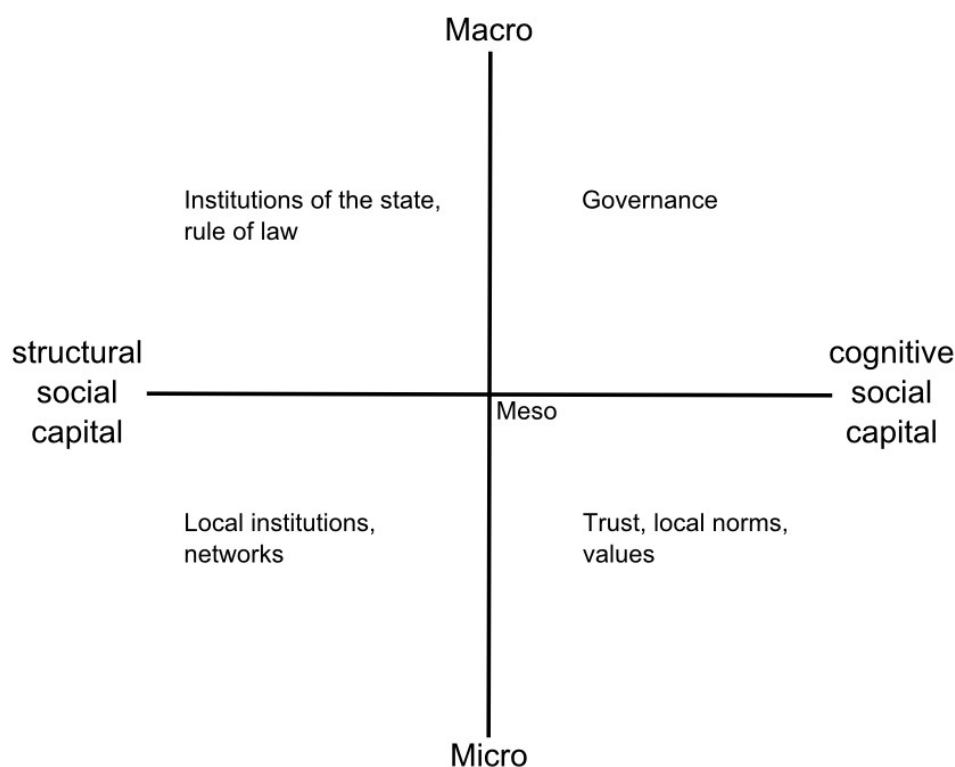 Macro
Institutions of the state,
rule of law
Governance
structural
social
capital
cognitive
social
capital
Meso
Local institutions,
networks
Trust, local norms,
values
Micro